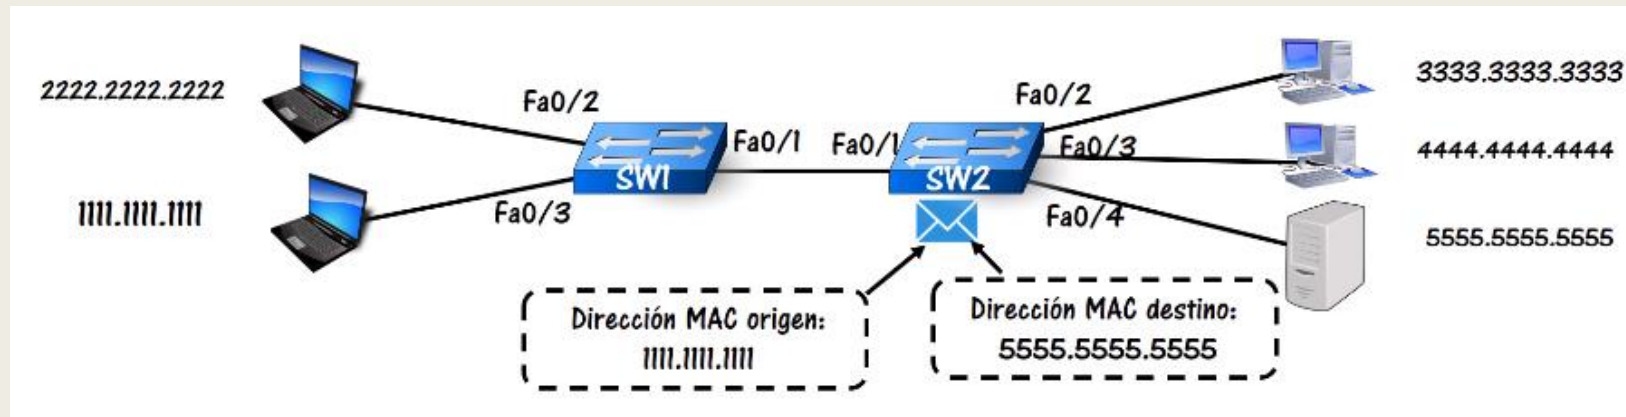 2222.2222.2222
Fa0/2
SW1
Fa0/1
Fa0/3
1111.1111.1111
Fa0/1
SW2
Fa0/2
Fa0/3
Fa0/4
3333.3333.3333
4444.4444.4444
5555.5555.5555
Dirección MAC origen:
1111.1111.1111
Dirección MAC destino:
5555.5555.5555